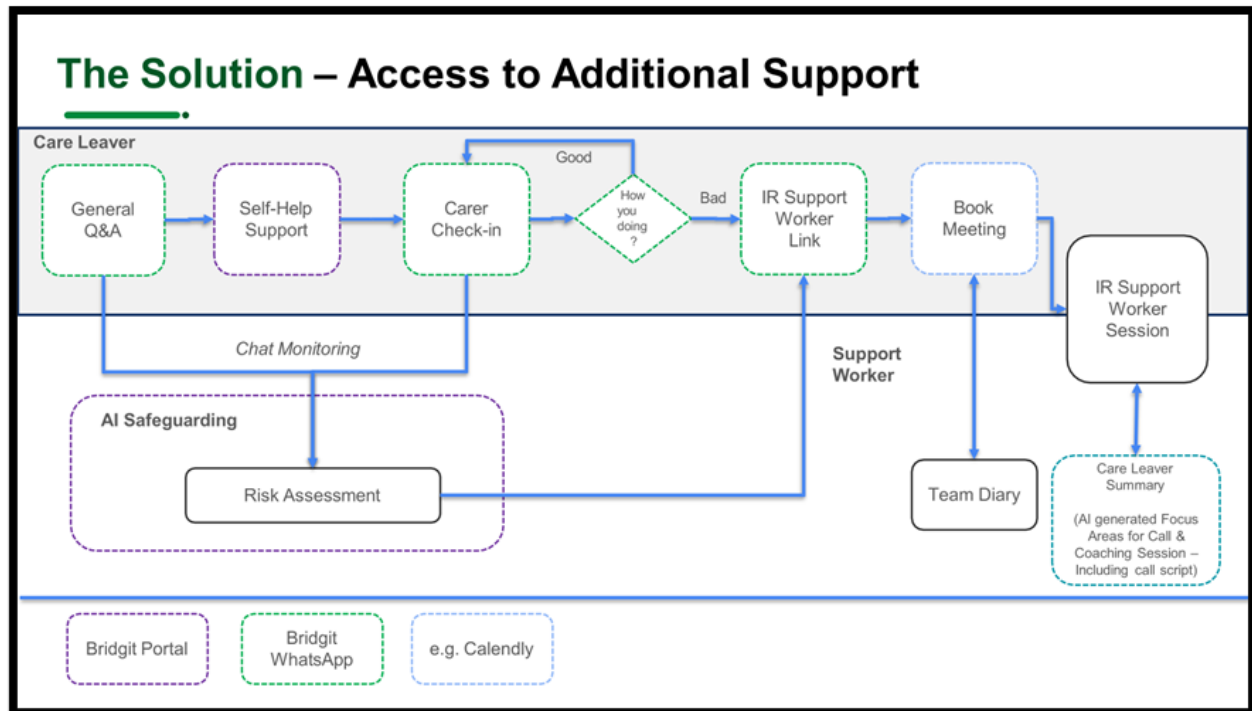 The Solution – Access to Additional Support
Care Leaver
General
Q&A
Self-Help
Support
Carer
Check-in
Good
How
you
doing
?
Bad
IR Support
Worker
Link
Book
Meeting
IR Support
Worker
Session
Chat Monitoring
Support
Worker
AI Safeguarding
Risk Assessment
Team Diary
Care Leaver
Summary
(AI generated Focus
Areas for Call &
Coaching Session –
Including call script)
Bridgit Portal
Bridgit
WhatsApp
e.g. Calendly